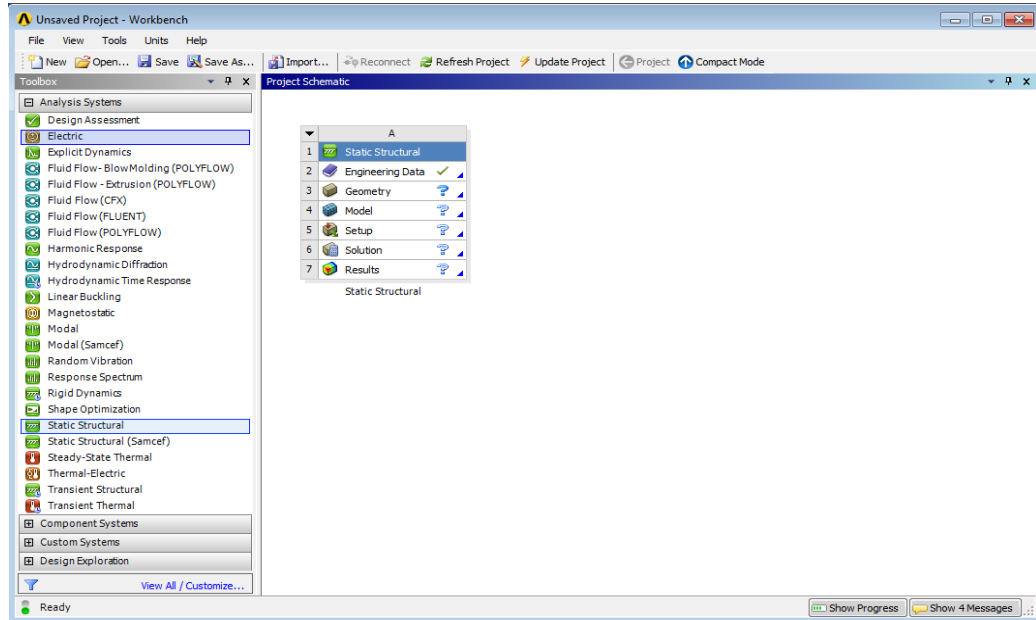 Unsaved Project - Workbench
File View Tools Units Help
New Open... Save Save As... Import... Reconnect Refresh Project Update Project Project Compact Mode
Toolbox
Project Schematic
Analysis Systems
Design Assessment
Electric
Explicit Dynamics
Fluid Flow - Blow Molding (POLYFLOW)
Fluid Flow - Extrusion (POLYFLOW)
Fluid Flow (CFX)
Fluid Flow (FLUENT)
Fluid Flow (POLYFLOW)
Harmonic Response
Hydrodynamic Diffraction
Hydrodynamic Time Response
Linear Buckling
Magnetostatic
Modal
Modal (Samcef)
Random Vibration
Response Spectrum
Rigid Dynamics
Shape Optimization
Static Structural
Static Structural (Samcef)
Steady-State Thermal
Thermal-Electric
Transient Structural
Transient Thermal
Component Systems
Custom Systems
Design Exploration
View All / Customize...
A
1 Static Structural
2 Engineering Data
3 Geometry ?
4 Model ?
5 Setup ?
6 Solution ?
7 Results ?
Static Structural
Ready
Show Progress
Show 4 Messages